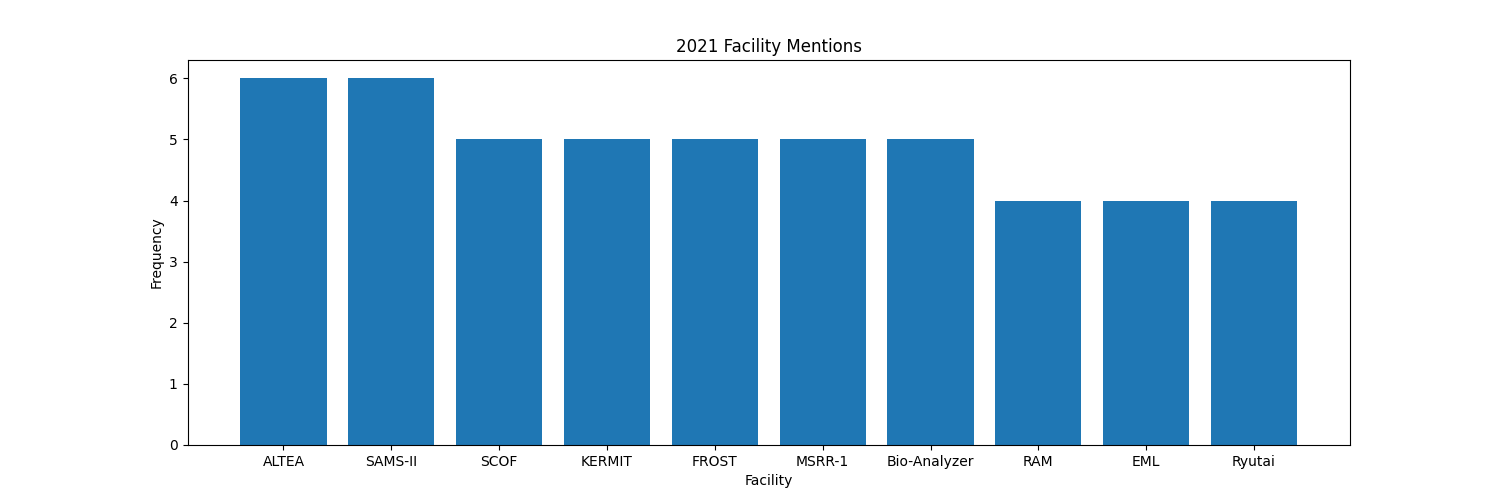 2021 Facility Mentions
Frequency
6
5
4
3
2
1
0
ALTEA SAMS-II SCOF KERMIT FROST MSRR-1 Bio-Analyzer RAM EML Ryutai
Facility